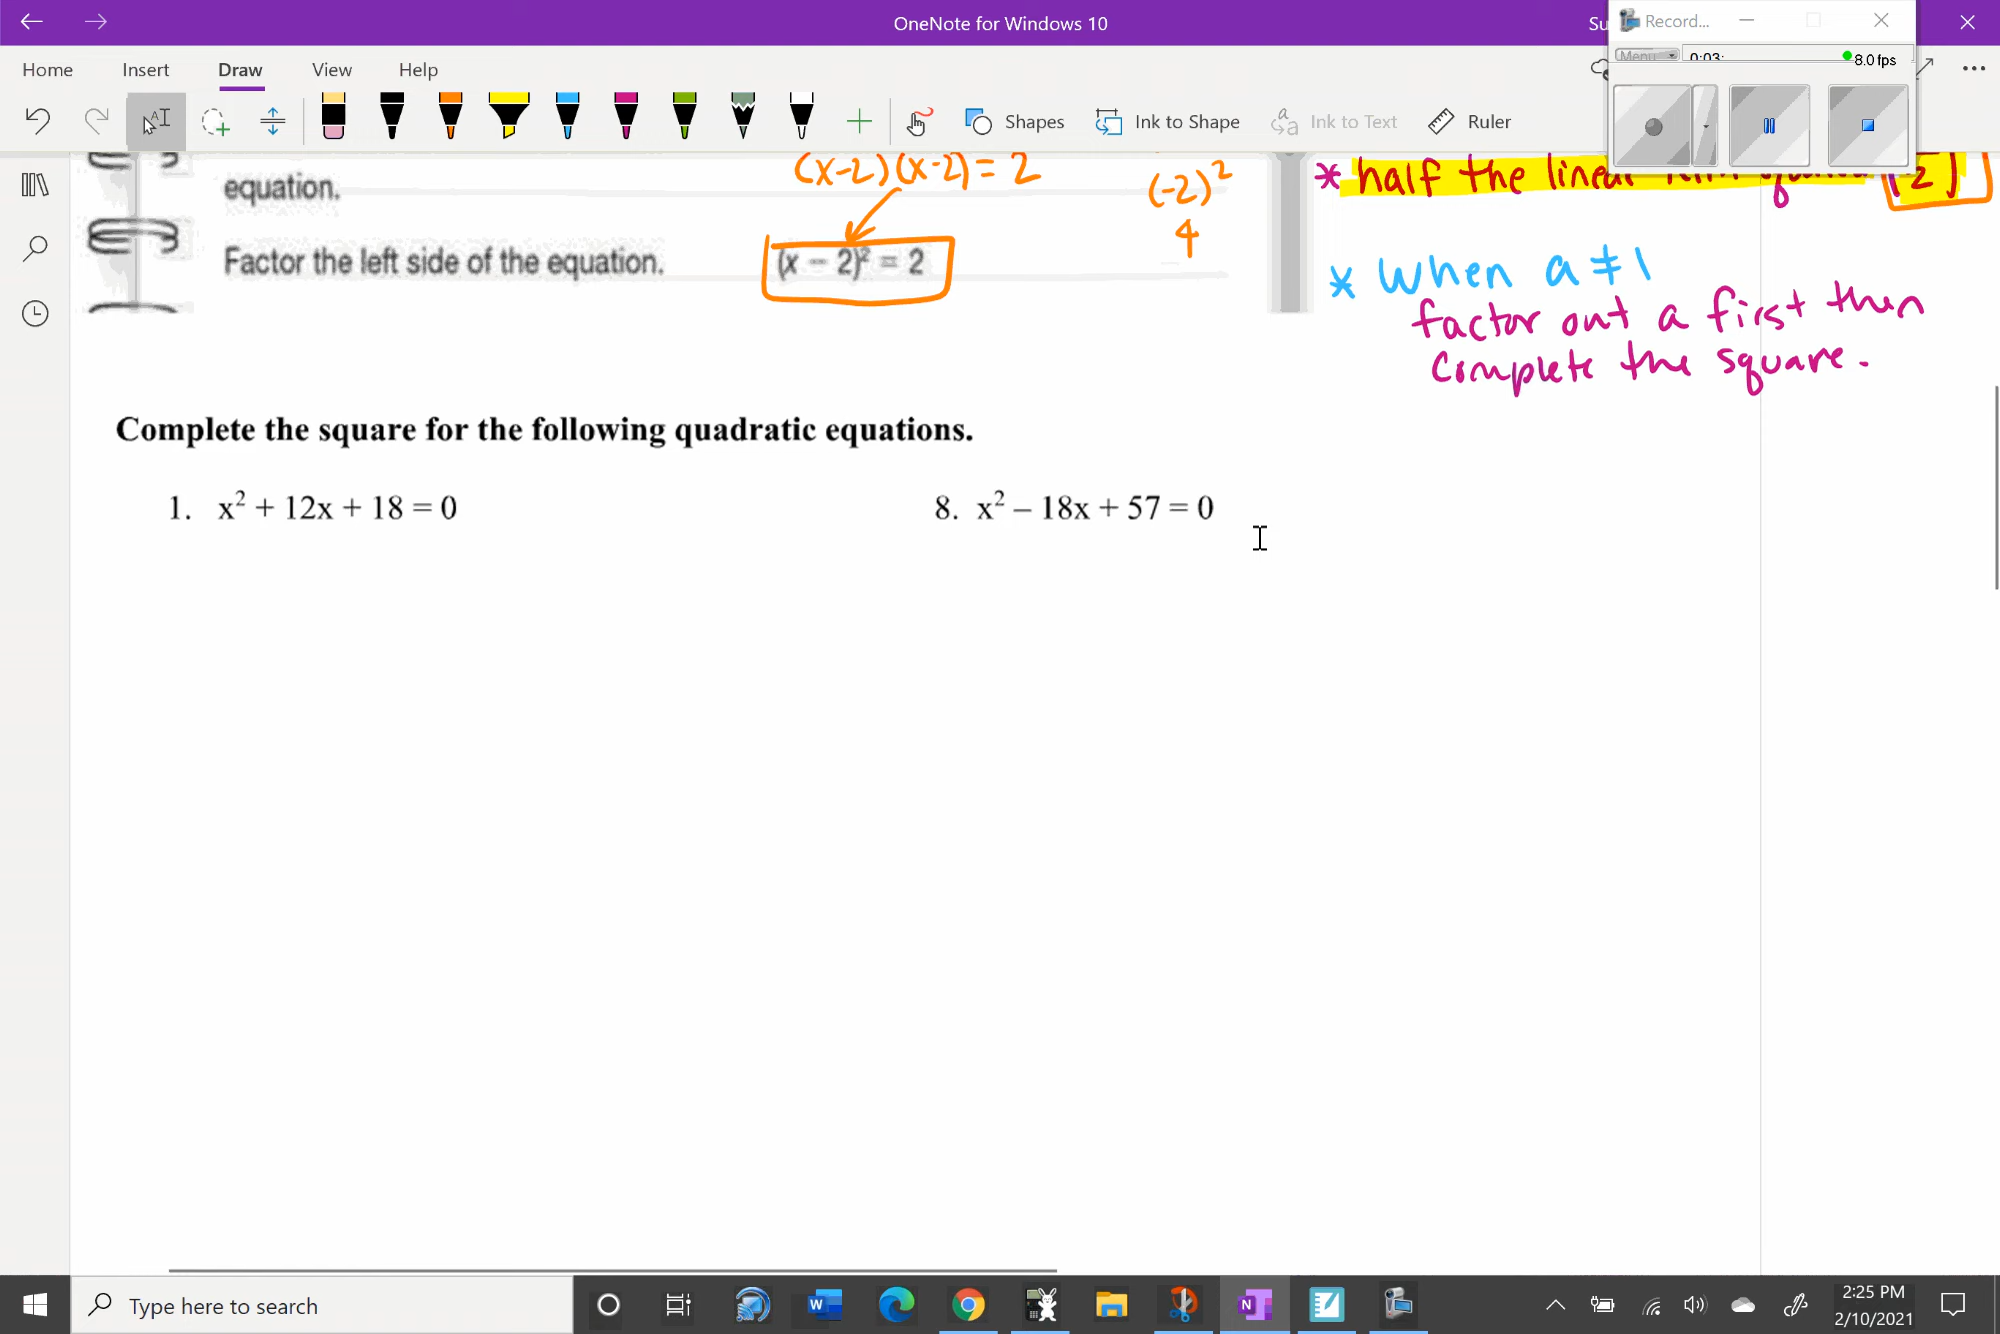 OneNote for Windows 10
Su
Record...
Home Insert Draw View Help
Menu 0:03: 8.0 fps
Shapes Ink to Shape Ink to Text Ruler
equation.
(x-2)(x-2) = 2
(-2)²
4
Factor the left side of the equation.
(x – 2)² = 2
* half the linear
2
* When a ≠ 1
factor out a first then
complete the square.
Complete the square for the following quadratic equations.
1. x² + 12x + 18 = 0
8. x² – 18x + 57 = 0
Type here to search
2:25 PM
2/10/2021